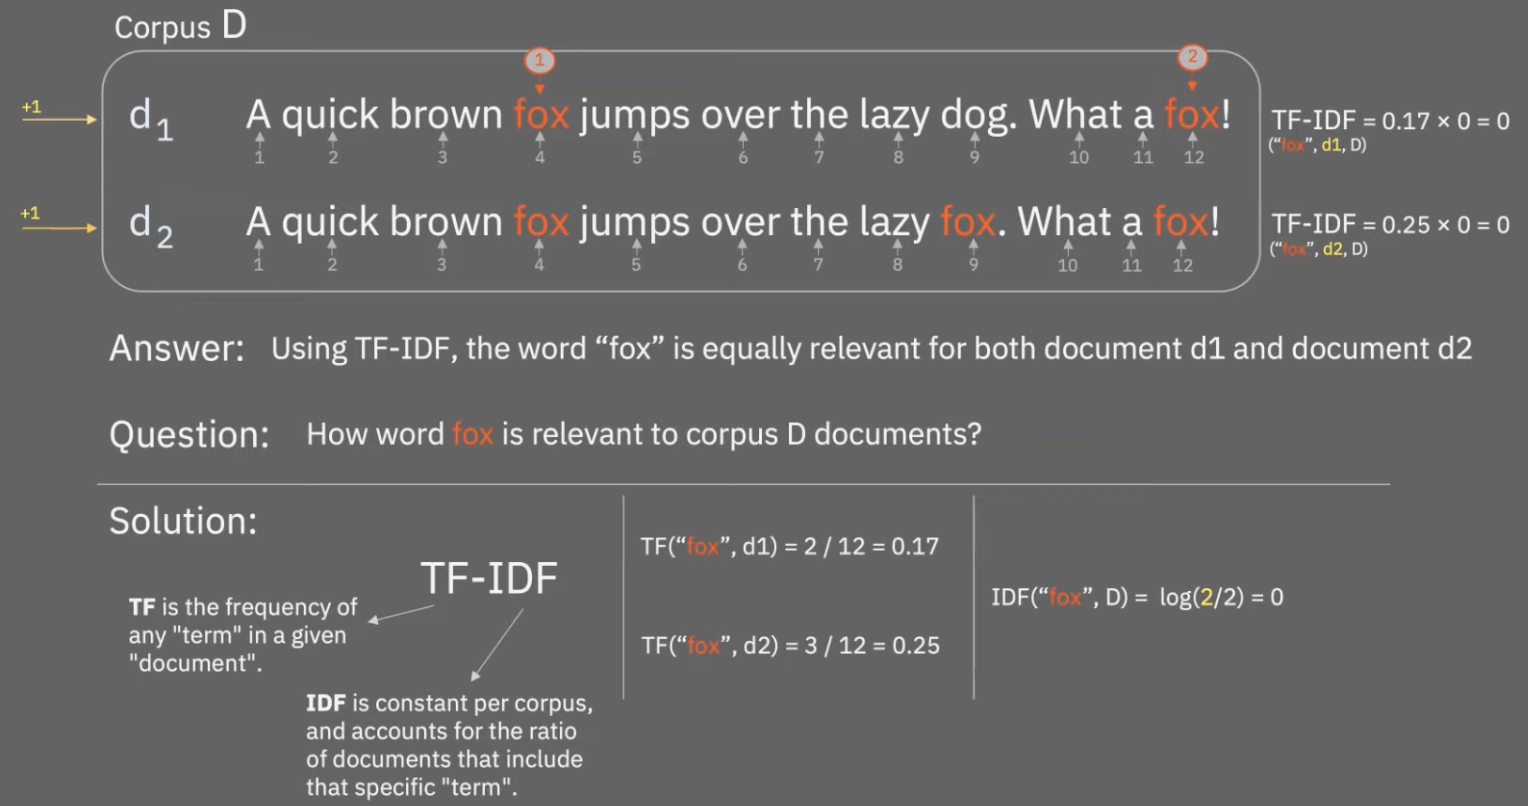 Corpus D
1 2
+1 d1 A quick brown fox jumps over the lazy dog. What a fox! TF-IDF = 0.17 × 0 = 0
1 2 3 4 5 6 7 8 9 10 11 12 (“fox”, d1, D)
+1 d2 A quick brown fox jumps over the lazy fox. What a fox! TF-IDF = 0.25 × 0 = 0
1 2 3 4 5 6 7 8 9 10 11 12 (“fox”, d2, D)
Answer: Using TF-IDF, the word “fox” is equally relevant for both document d1 and document d2
Question: How word fox is relevant to corpus D documents?
Solution:
TF-IDF
TF is the frequency of
any "term" in a given
"document".
IDF is constant per corpus,
and accounts for the ratio
of documents that include
that specific "term".
TF(“fox”, d1) = 2 / 12 = 0.17
TF(“fox”, d2) = 3 / 12 = 0.25
IDF(“fox”, D) = log(2/2) = 0